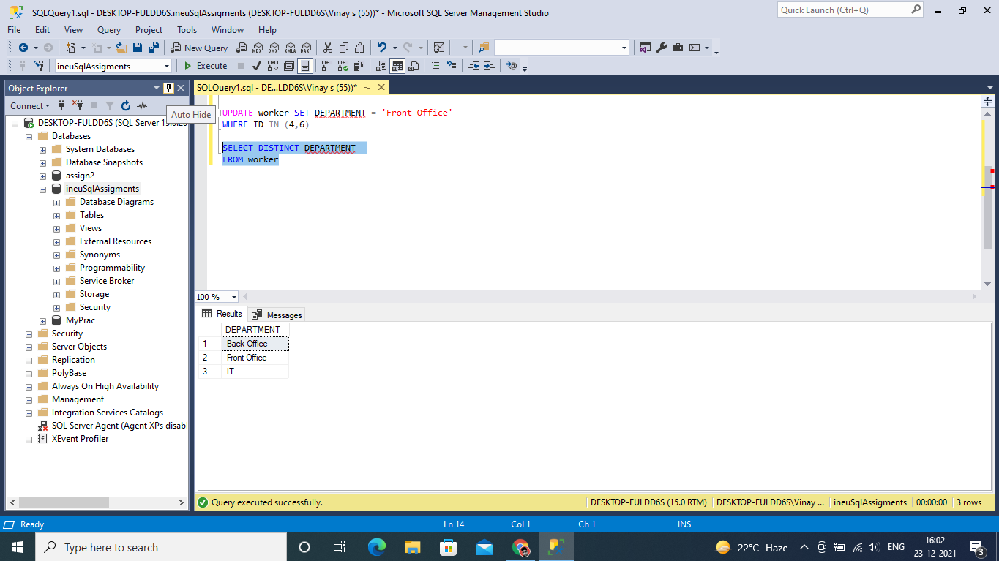 SQLQuery1.sql - DESKTOP-FULDD6S.ineuSqlAssigments (DESKTOP-FULDD6S\Vinay s (55))* - Microsoft SQL Server Management Studio
Quick Launch (Ctrl+Q)
File Edit View Query Project Tools Window Help
New Query MDX DMX XMLA DAX
ineuSqlAssigments Execute
Object Explorer
SQLQuery1.sql - DE...LDD6S\Vinay s (55))*
Connect
Auto Hide
DESKTOP-FULDD6S (SQL Server 15.0.20
Databases
System Databases
Database Snapshots
assign2
ineuSqlAssigments
Database Diagrams
Tables
Views
External Resources
Synonyms
Programmability
Service Broker
Storage
Security
MyPrac
Security
Server Objects
Replication
PolyBase
Always On High Availability
Management
Integration Services Catalogs
SQL Server Agent (Agent XPs disabl
XEvent Profiler
UPDATE worker SET DEPARTMENT = 'Front Office'
WHERE ID IN (4,6)
SELECT DISTINCT DEPARTMENT
FROM worker
100 %
Results Messages
DEPARTMENT
1 Back Office
2 Front Office
3 IT
Query executed successfully. DESKTOP-FULDD6S (15.0 RTM) DESKTOP-FULDD6S\Vinay ... ineuSqlAssigments 00:00:00 3 rows
Ready Ln 14 Col 1 Ch 1 INS
Type here to search
22°C Haze ENG
16:02
23-12-2021
3